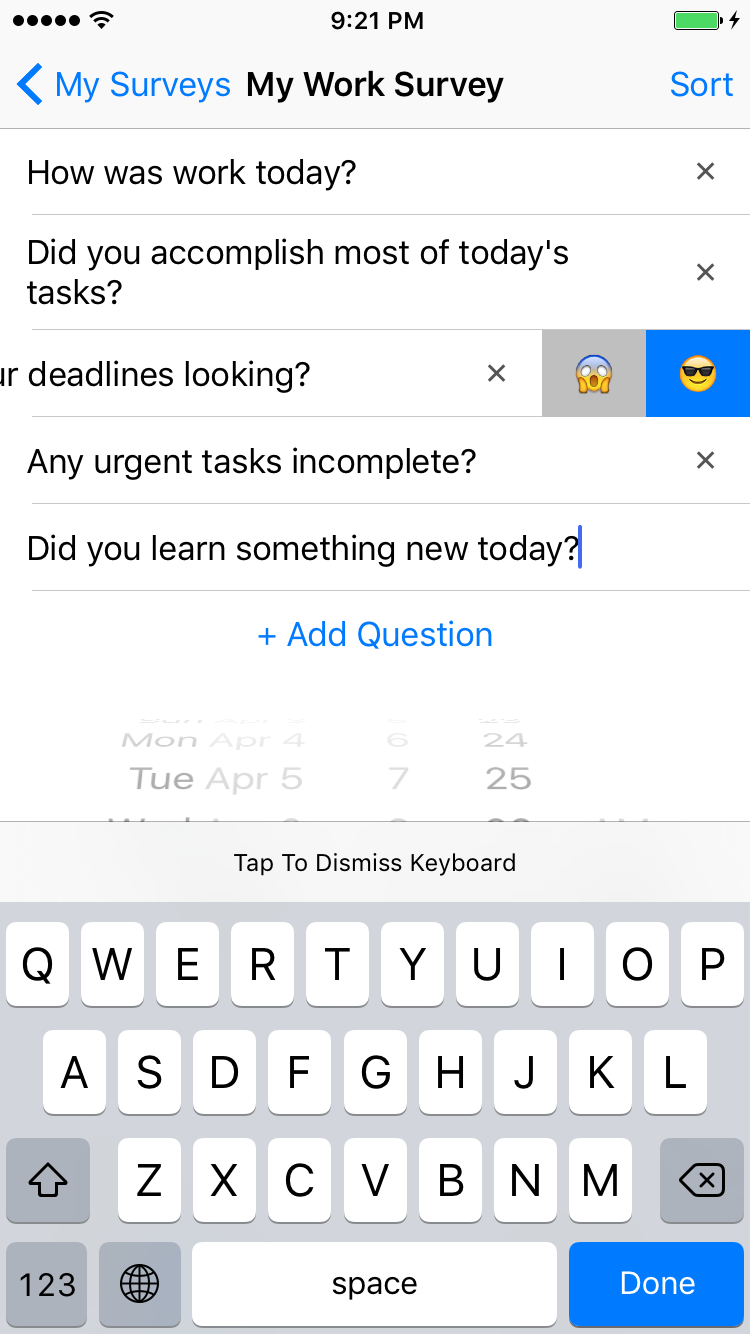 9:21 PM
My Surveys My Work Survey Sort
How was work today?
Did you accomplish most of today's
tasks?
deadlines looking?
Any urgent tasks incomplete?
Did you learn something new today?
+ Add Question
Mon Apr 4 6 24
Tue Apr 5 7 25
Tap To Dismiss Keyboard
Q W E R T Y U I O P
A S D F G H J K L
Z X C V B N M
123 space Done